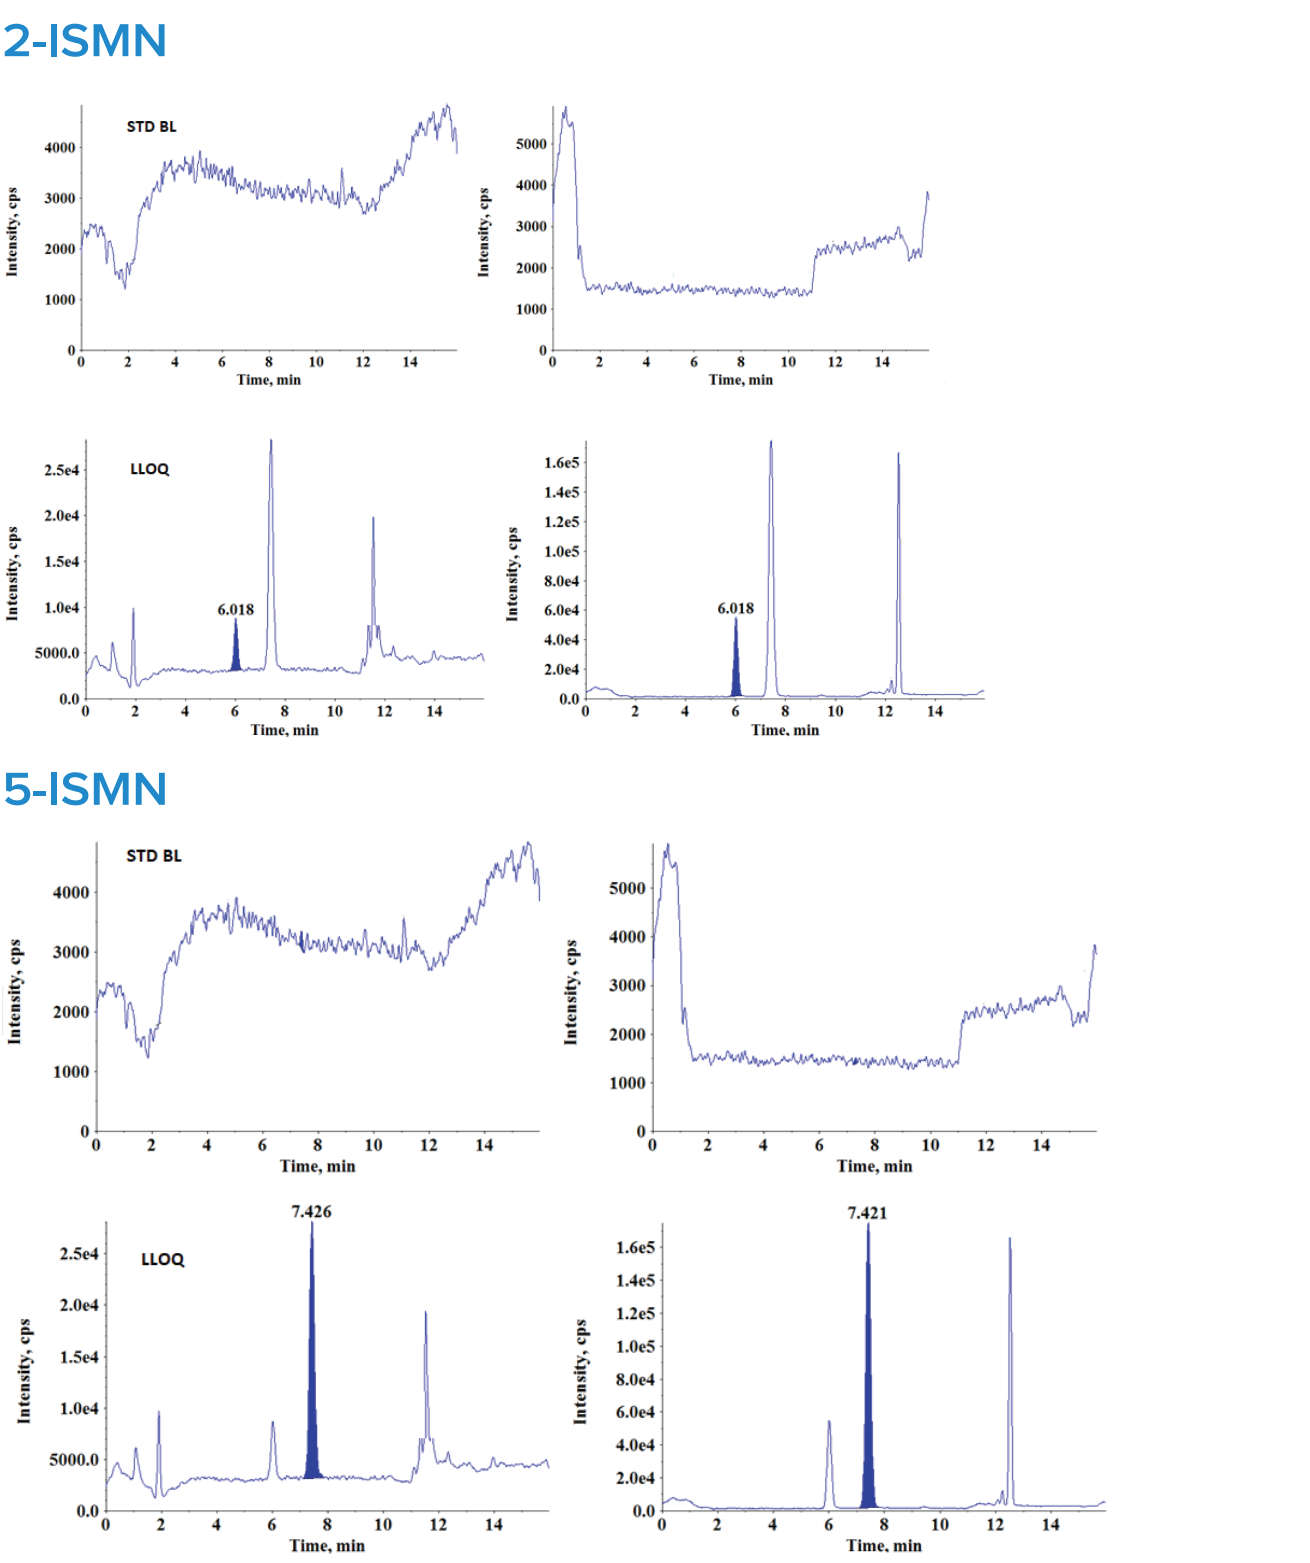 2-ISMN
STD BL
4000
3000
2000
1000
0
Intensity, cps
0 2 4 6 8 10 12 14
Time, min
5000
4000
3000
2000
1000
0
Intensity, cps
0 2 4 6 8 10 12 14
Time, min
LLOQ
2.5e4
2.0e4
1.5e4
1.0e4
5000.0
0.0
Intensity, cps
6.018
0 2 4 6 8 10 12 14
Time, min
1.6e5
1.4e5
1.2e5
1.0e5
8.0e4
6.0e4
4.0e4
2.0e4
0.0
Intensity, cps
6.018
0 2 4 6 8 10 12 14
Time, min
5-ISMN
STD BL
4000
3000
2000
1000
0
Intensity, cps
0 2 4 6 8 10 12 14
Time, min
5000
4000
3000
2000
1000
0
Intensity, cps
0 2 4 6 8 10 12 14
Time, min
7.426
LLOQ
2.5e4
2.0e4
1.5e4
1.0e4
5000.0
0.0
Intensity, cps
0 2 4 6 8 10 12 14
Time, min
7.421
1.6e5
1.4e5
1.2e5
1.0e5
8.0e4
6.0e4
4.0e4
2.0e4
0.0
Intensity, cps
0 2 4 6 8 10 12 14
Time, min